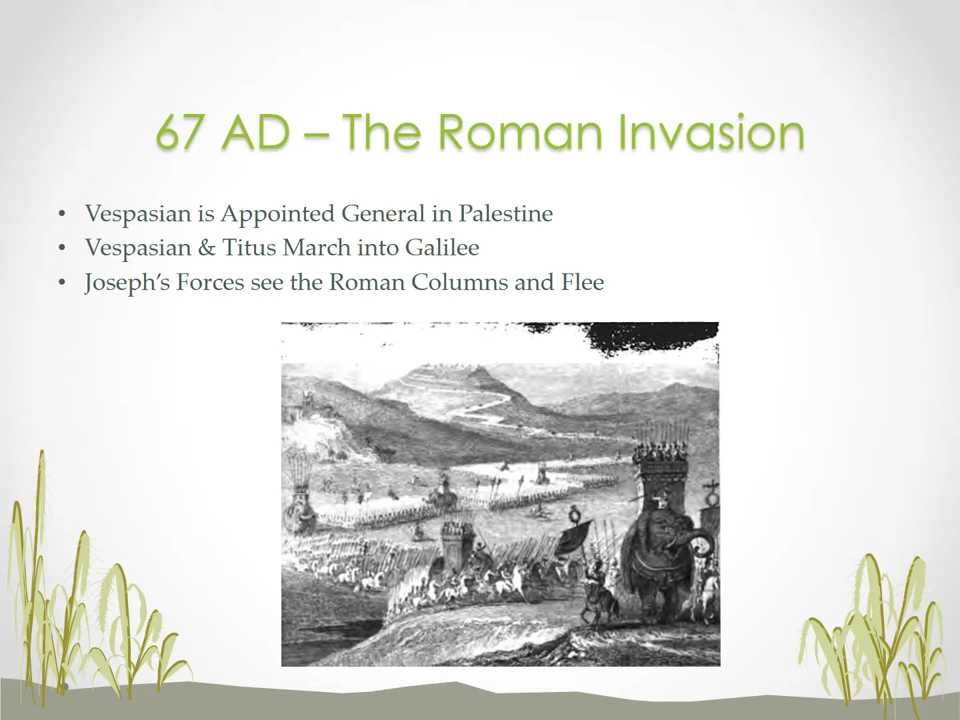 67 AD – The Roman Invasion
• Vespasian is Appointed General in Palestine
• Vespasian & Titus March into Galilee
• Joseph’s Forces see the Roman Columns and Flee